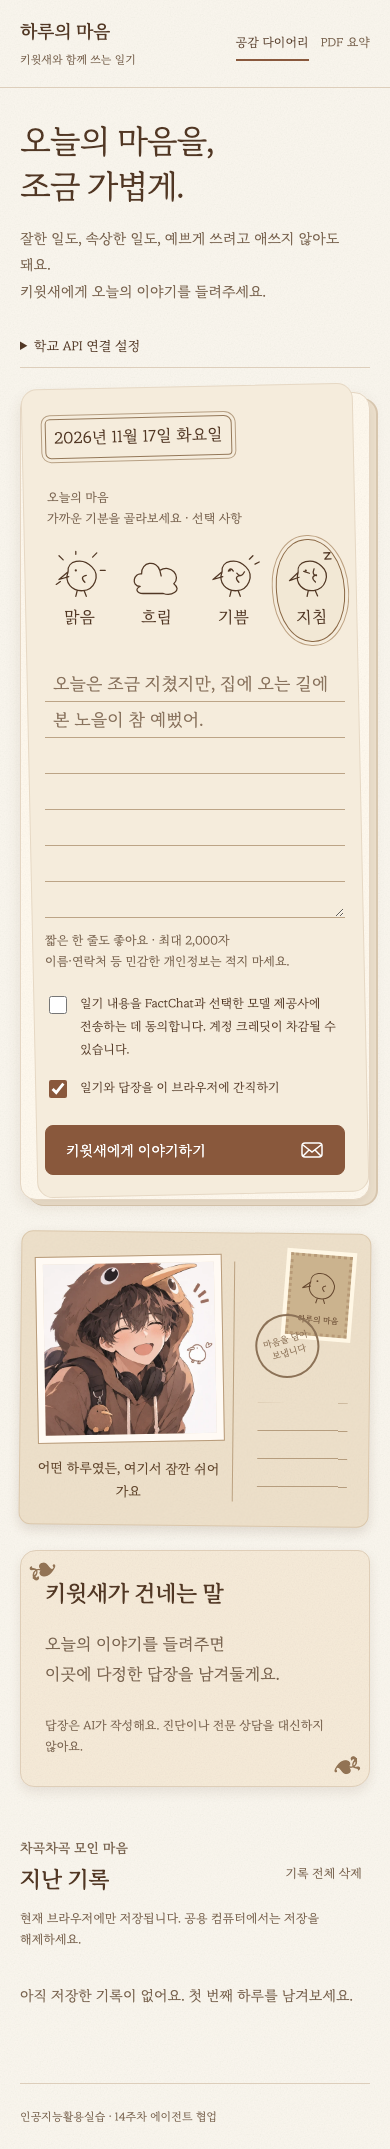 하루의 마음
키윗새와 함께 쓰는 일기
공감 다이어리
PDF 요약
오늘의 마음을,
조금 가볍게.
잘한 일도, 속상한 일도, 예쁘게 쓰려고 애쓰지 않아도
돼요.
키윗새에게 오늘의 이야기를 들려주세요.
▶ 학교 API 연결 설정
2026년 11월 17일 화요일
오늘의 마음
가까운 기분을 골라보세요 · 선택 사항
z
맑음
흐림
기쁨
지침
오늘은 조금 지쳤지만, 집에 오는 길에
본 노을이 참 예뻤어.
짧은 한 줄도 좋아요 · 최대 2,000자
이름·연락처 등 민감한 개인정보는 적지 마세요.
일기 내용을 FactChat과 선택한 모델 제공사에
전송하는 데 동의합니다. 계정 크레딧이 차감될 수
있습니다.
일기와 답장을 이 브라우저에 간직하기
키윗새에게 이야기하기
하루의 마음
마음을 담아
보냅니다
어떤 하루였든, 여기서 잠깐 쉬어
가요
키윗새가 건네는 말
오늘의 이야기를 들려주면
이곳에 다정한 답장을 남겨둘게요.
답장은 AI가 작성해요. 진단이나 전문 상담을 대신하지
않아요.
차곡차곡 모인 마음
지난 기록
기록 전체 삭제
현재 브라우저에만 저장됩니다. 공용 컴퓨터에서는 저장을
해제하세요.
아직 저장한 기록이 없어요. 첫 번째 하루를 남겨보세요.
인공지능활용실습 · 14주차 에이전트 협업